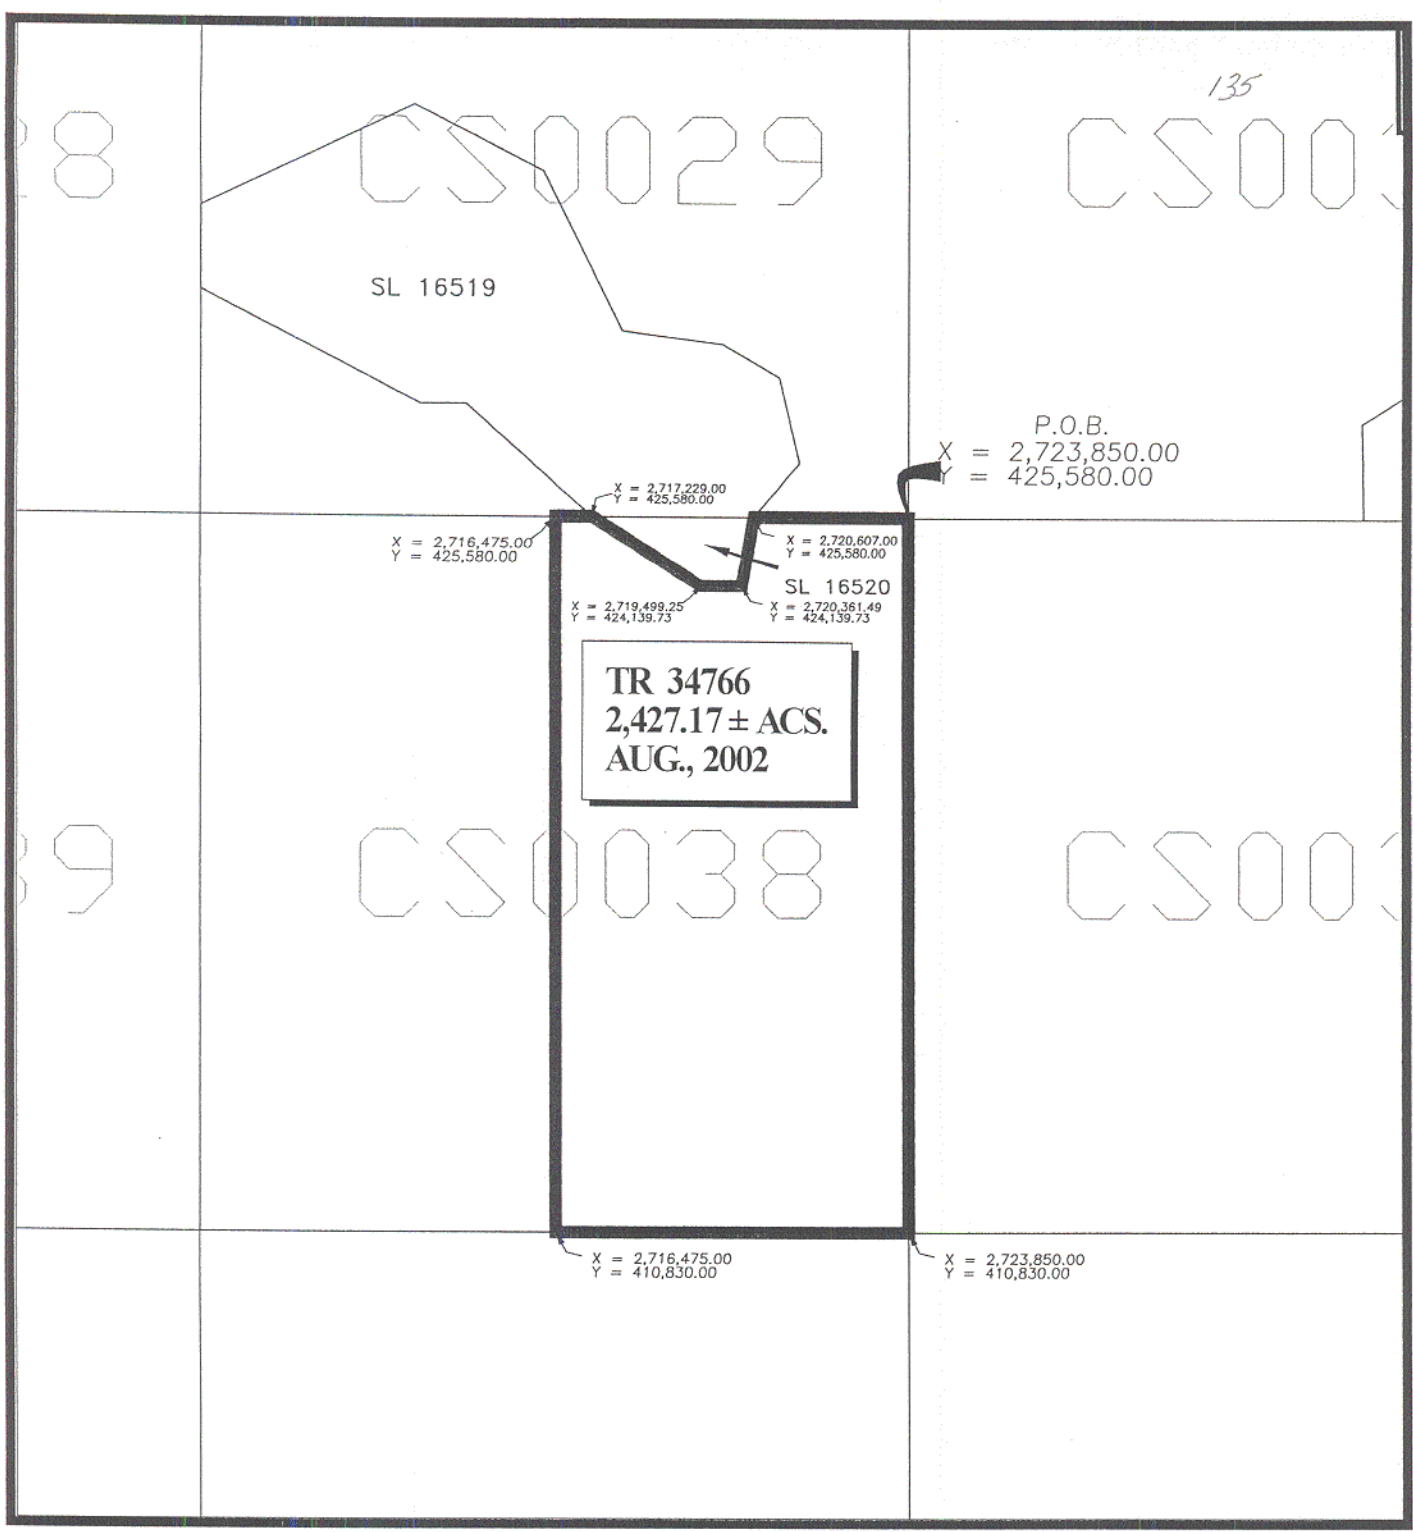 135
8
CS0029
CS00
SL 16519
P.O.B.
X = 2,723,850.00
Y = 425,580.00
X = 2,717,229.00
Y = 425,580.00
X = 2,716,475.00
Y = 425,580.00
X = 2,720,607.00
Y = 425,580.00
SL 16520
X = 2,719,499.25
Y = 424,139.73
X = 2,720,361.49
Y = 424,139.73
TR 34766
2,427.17 ± ACS.
AUG., 2002
9
CS0038
CS00
X = 2,716,475.00
Y = 410,830.00
X = 2,723,850.00
Y = 410,830.00